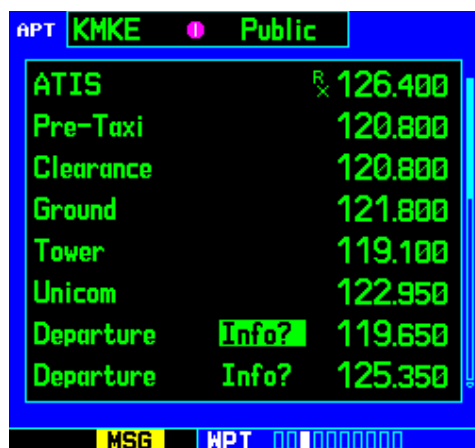 APT KMKE Public
ATIS Rx 126.400
Pre-Taxi 120.800
Clearance 120.800
Ground 121.800
Tower 119.100
Unicom 122.950
Departure Info? 119.650
Departure Info? 125.350
MSG WPT